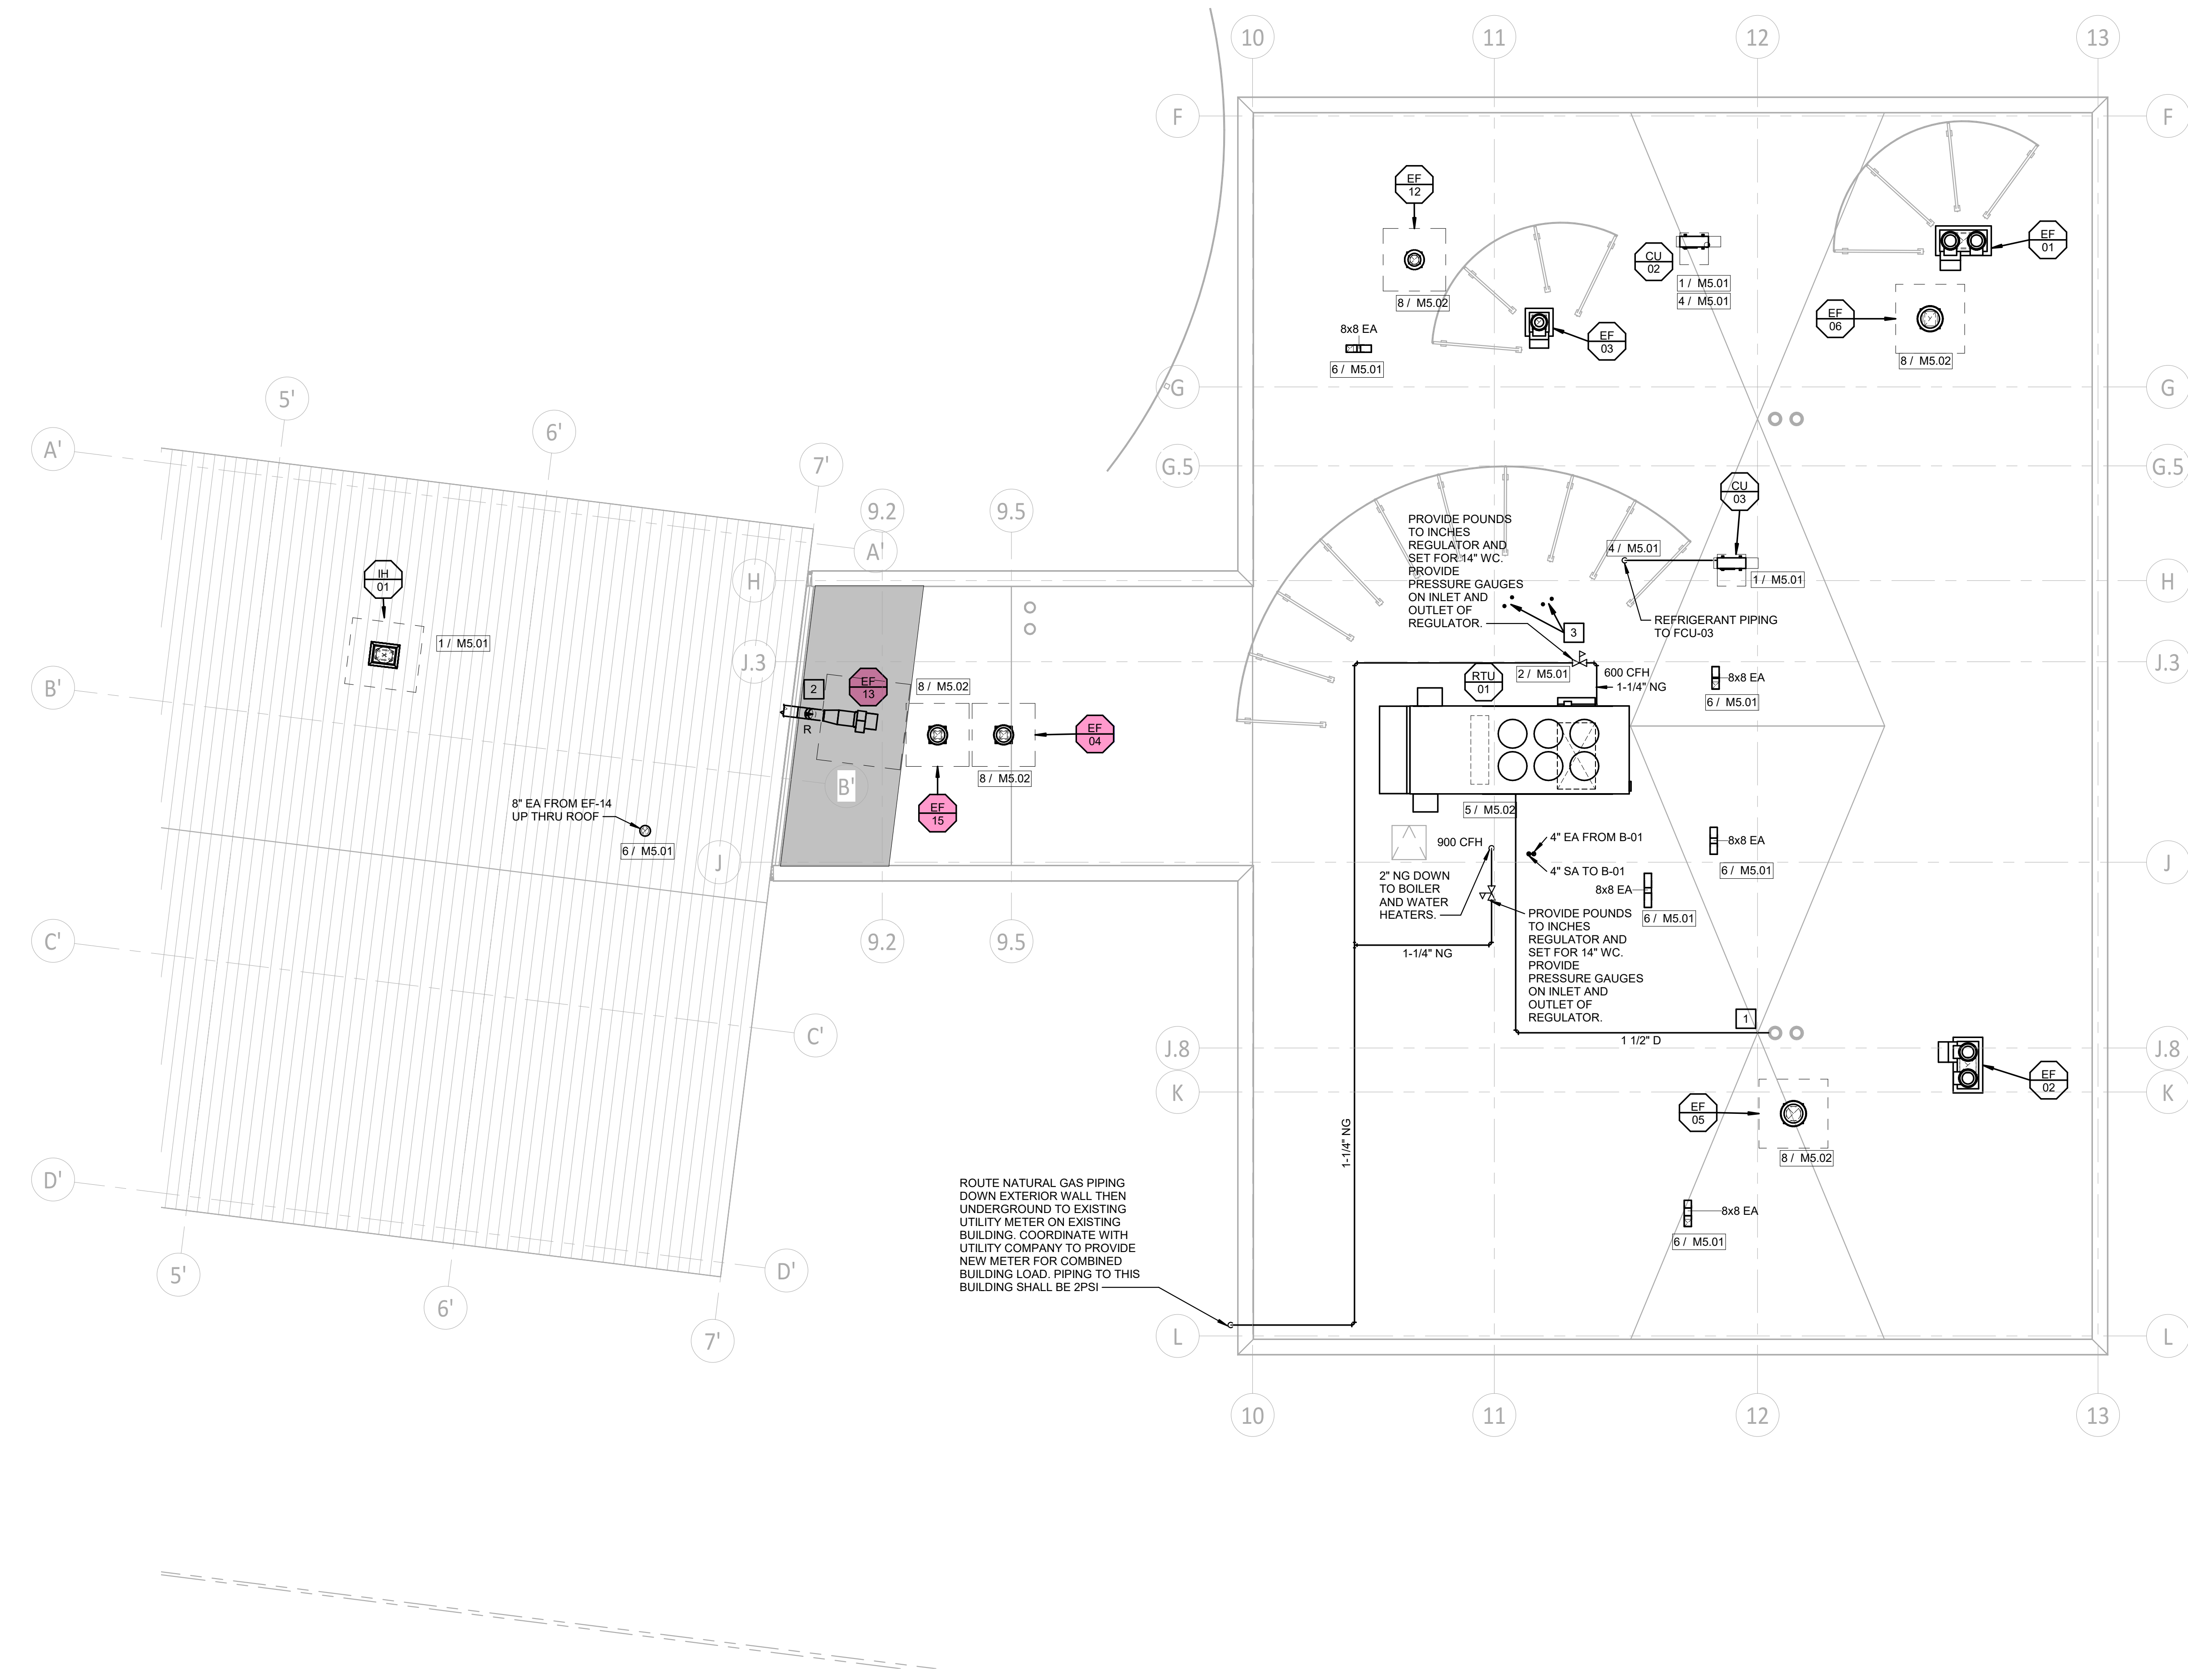 10
11
12
13
F
F
EF
12
8 / M5.02
EF
03
CU
02
1 / M5.01
4 / M5.01
EF
01
EF
06
8 / M5.02
8x8 EA
6 / M5.01
G
G
G.5
G.5
5'
6'
7'
A'
A'
9.2
9.5
H
H
IH
01
1 / M5.01
CU
03
4 / M5.01
1 / M5.01
PROVIDE POUNDS
TO INCHES
REGULATOR AND
SET FOR 14" WC.
PROVIDE
PRESSURE GAUGES
ON INLET AND
OUTLET OF
REGULATOR.
3
REFRIGERANT PIPING
TO FCU-03
J.3
J.3
B'
B'
2
EF
13
R
8 / M5.02
EF
04
8 / M5.02
EF
15
RTU
01
2 / M5.01
600 CFH
1-1/4" NG
8x8 EA
6 / M5.01
5 / M5.02
8" EA FROM EF-14
UP THRU ROOF
6 / M5.01
J
J
900 CFH
4" EA FROM B-01
4" SA TO B-01
8x8 EA
6 / M5.01
8x8 EA
6 / M5.01
2" NG DOWN
TO BOILER
AND WATER
HEATERS.
PROVIDE POUNDS
TO INCHES
REGULATOR AND
SET FOR 14" WC.
PROVIDE
PRESSURE GAUGES
ON INLET AND
OUTLET OF
REGULATOR.
1-1/4" NG
9.2
9.5
C'
C'
1
1 1/2" D
J.8
J.8
K
K
EF
02
EF
05
8 / M5.02
1-1/4" NG
8x8 EA
6 / M5.01
D'
D'
ROUTE NATURAL GAS PIPING
DOWN EXTERIOR WALL THEN
UNDERGROUND TO EXISTING
UTILITY METER ON EXISTING
BUILDING. COORDINATE WITH
UTILITY COMPANY TO PROVIDE
NEW METER FOR COMBINED
BUILDING LOAD. PIPING TO THIS
BUILDING SHALL BE 2PSI
5'
6'
7'
L
L
10
11
12
13